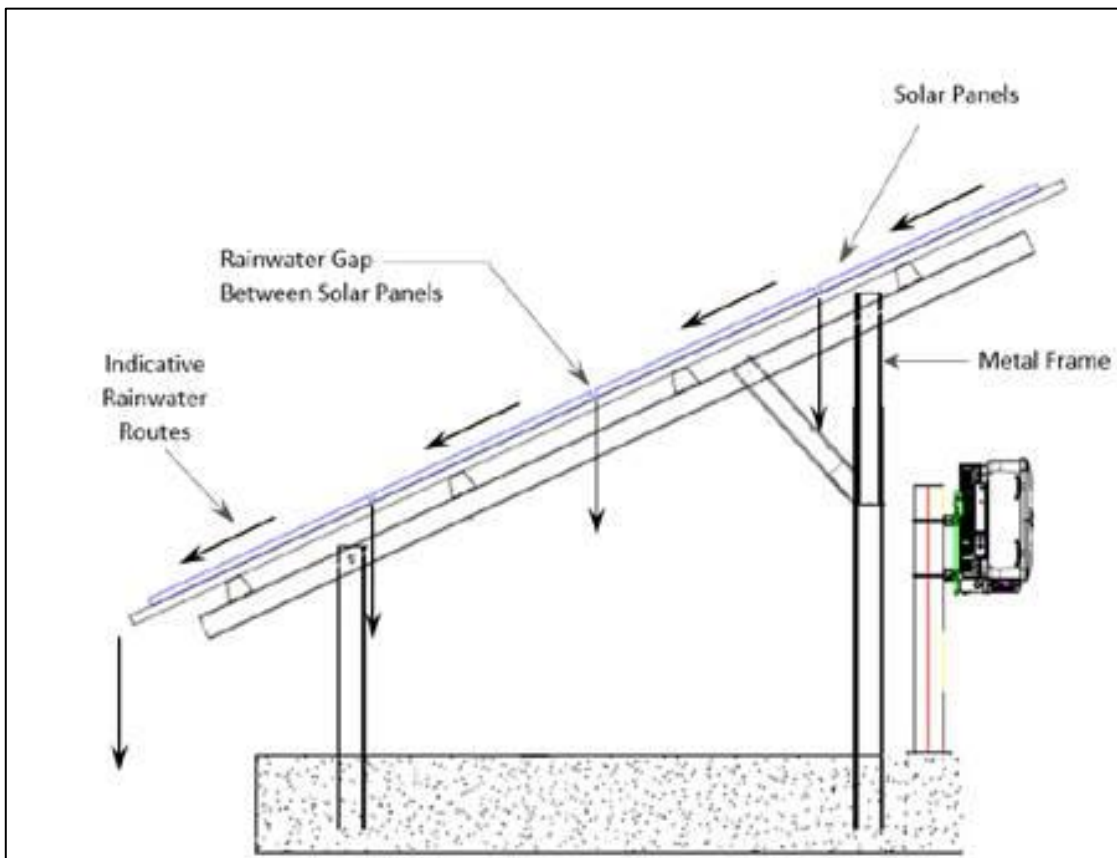 Solar Panels
Rainwater Gap
Between Solar Panels
Metal Frame
Indicative
Rainwater
Routes